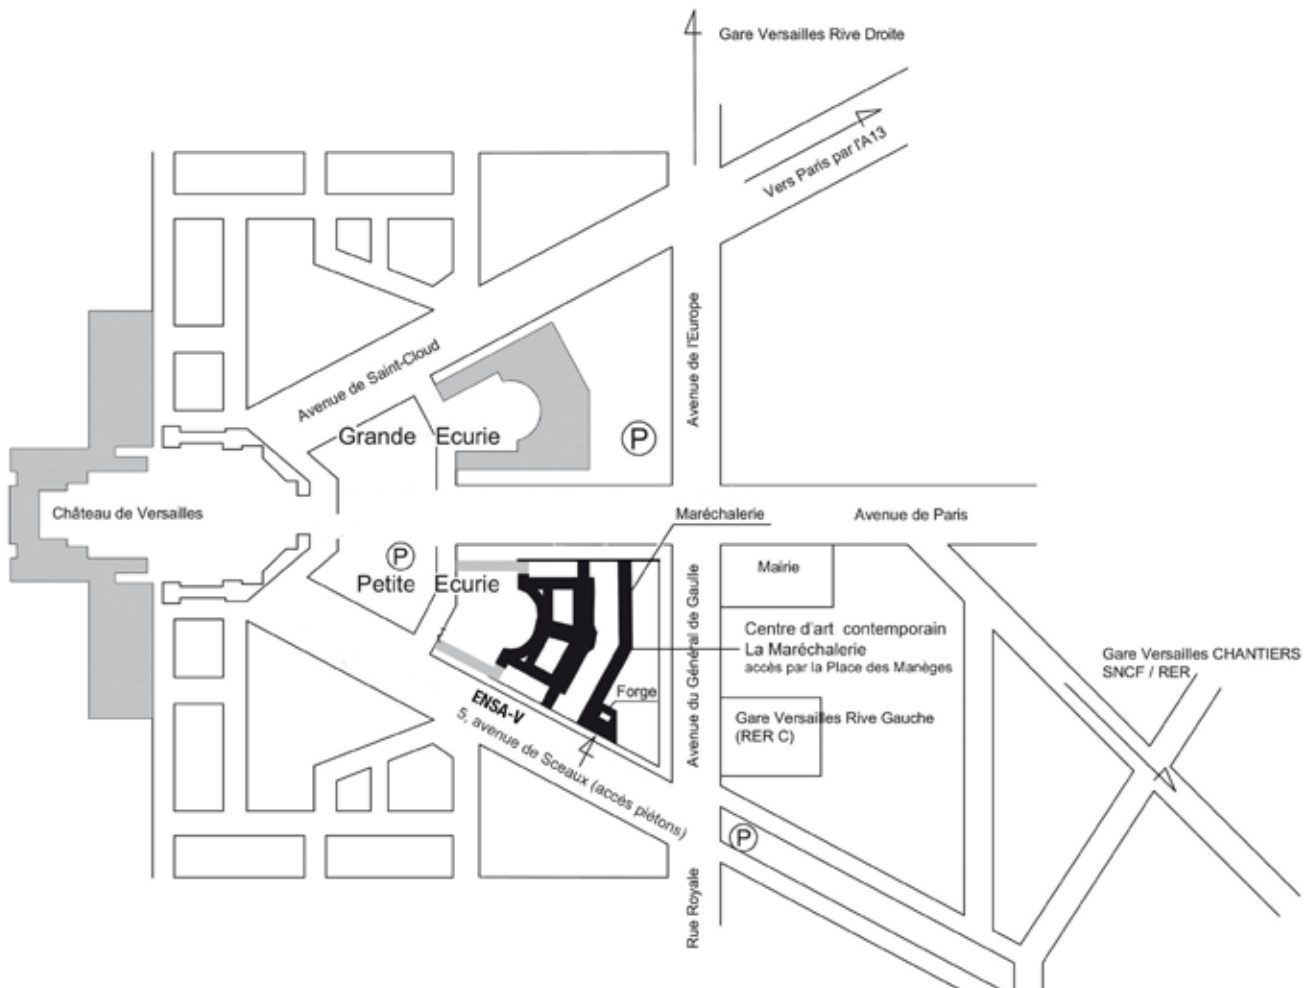 Gare Versailles Rive Droite
Vers Paris par l'A13
Avenue de l'Europe
Avenue de Saint-Cloud
Grande Ecurie
P
Château de Versailles
Maréchalerie
Avenue de Paris
P
Petite Ecurie
Mairie
Avenue du Général de Gaulle
Centre d'art contemporain
La Maréchalerie
accès par la Place des Manèges
Gare Versailles CHANTIERS
SNCF / RER
Forge
ENSA-V
5, avenue de Sceaux (accés piétons)
Gare Versailles Rive Gauche
(RER C)
P
Rue Royale